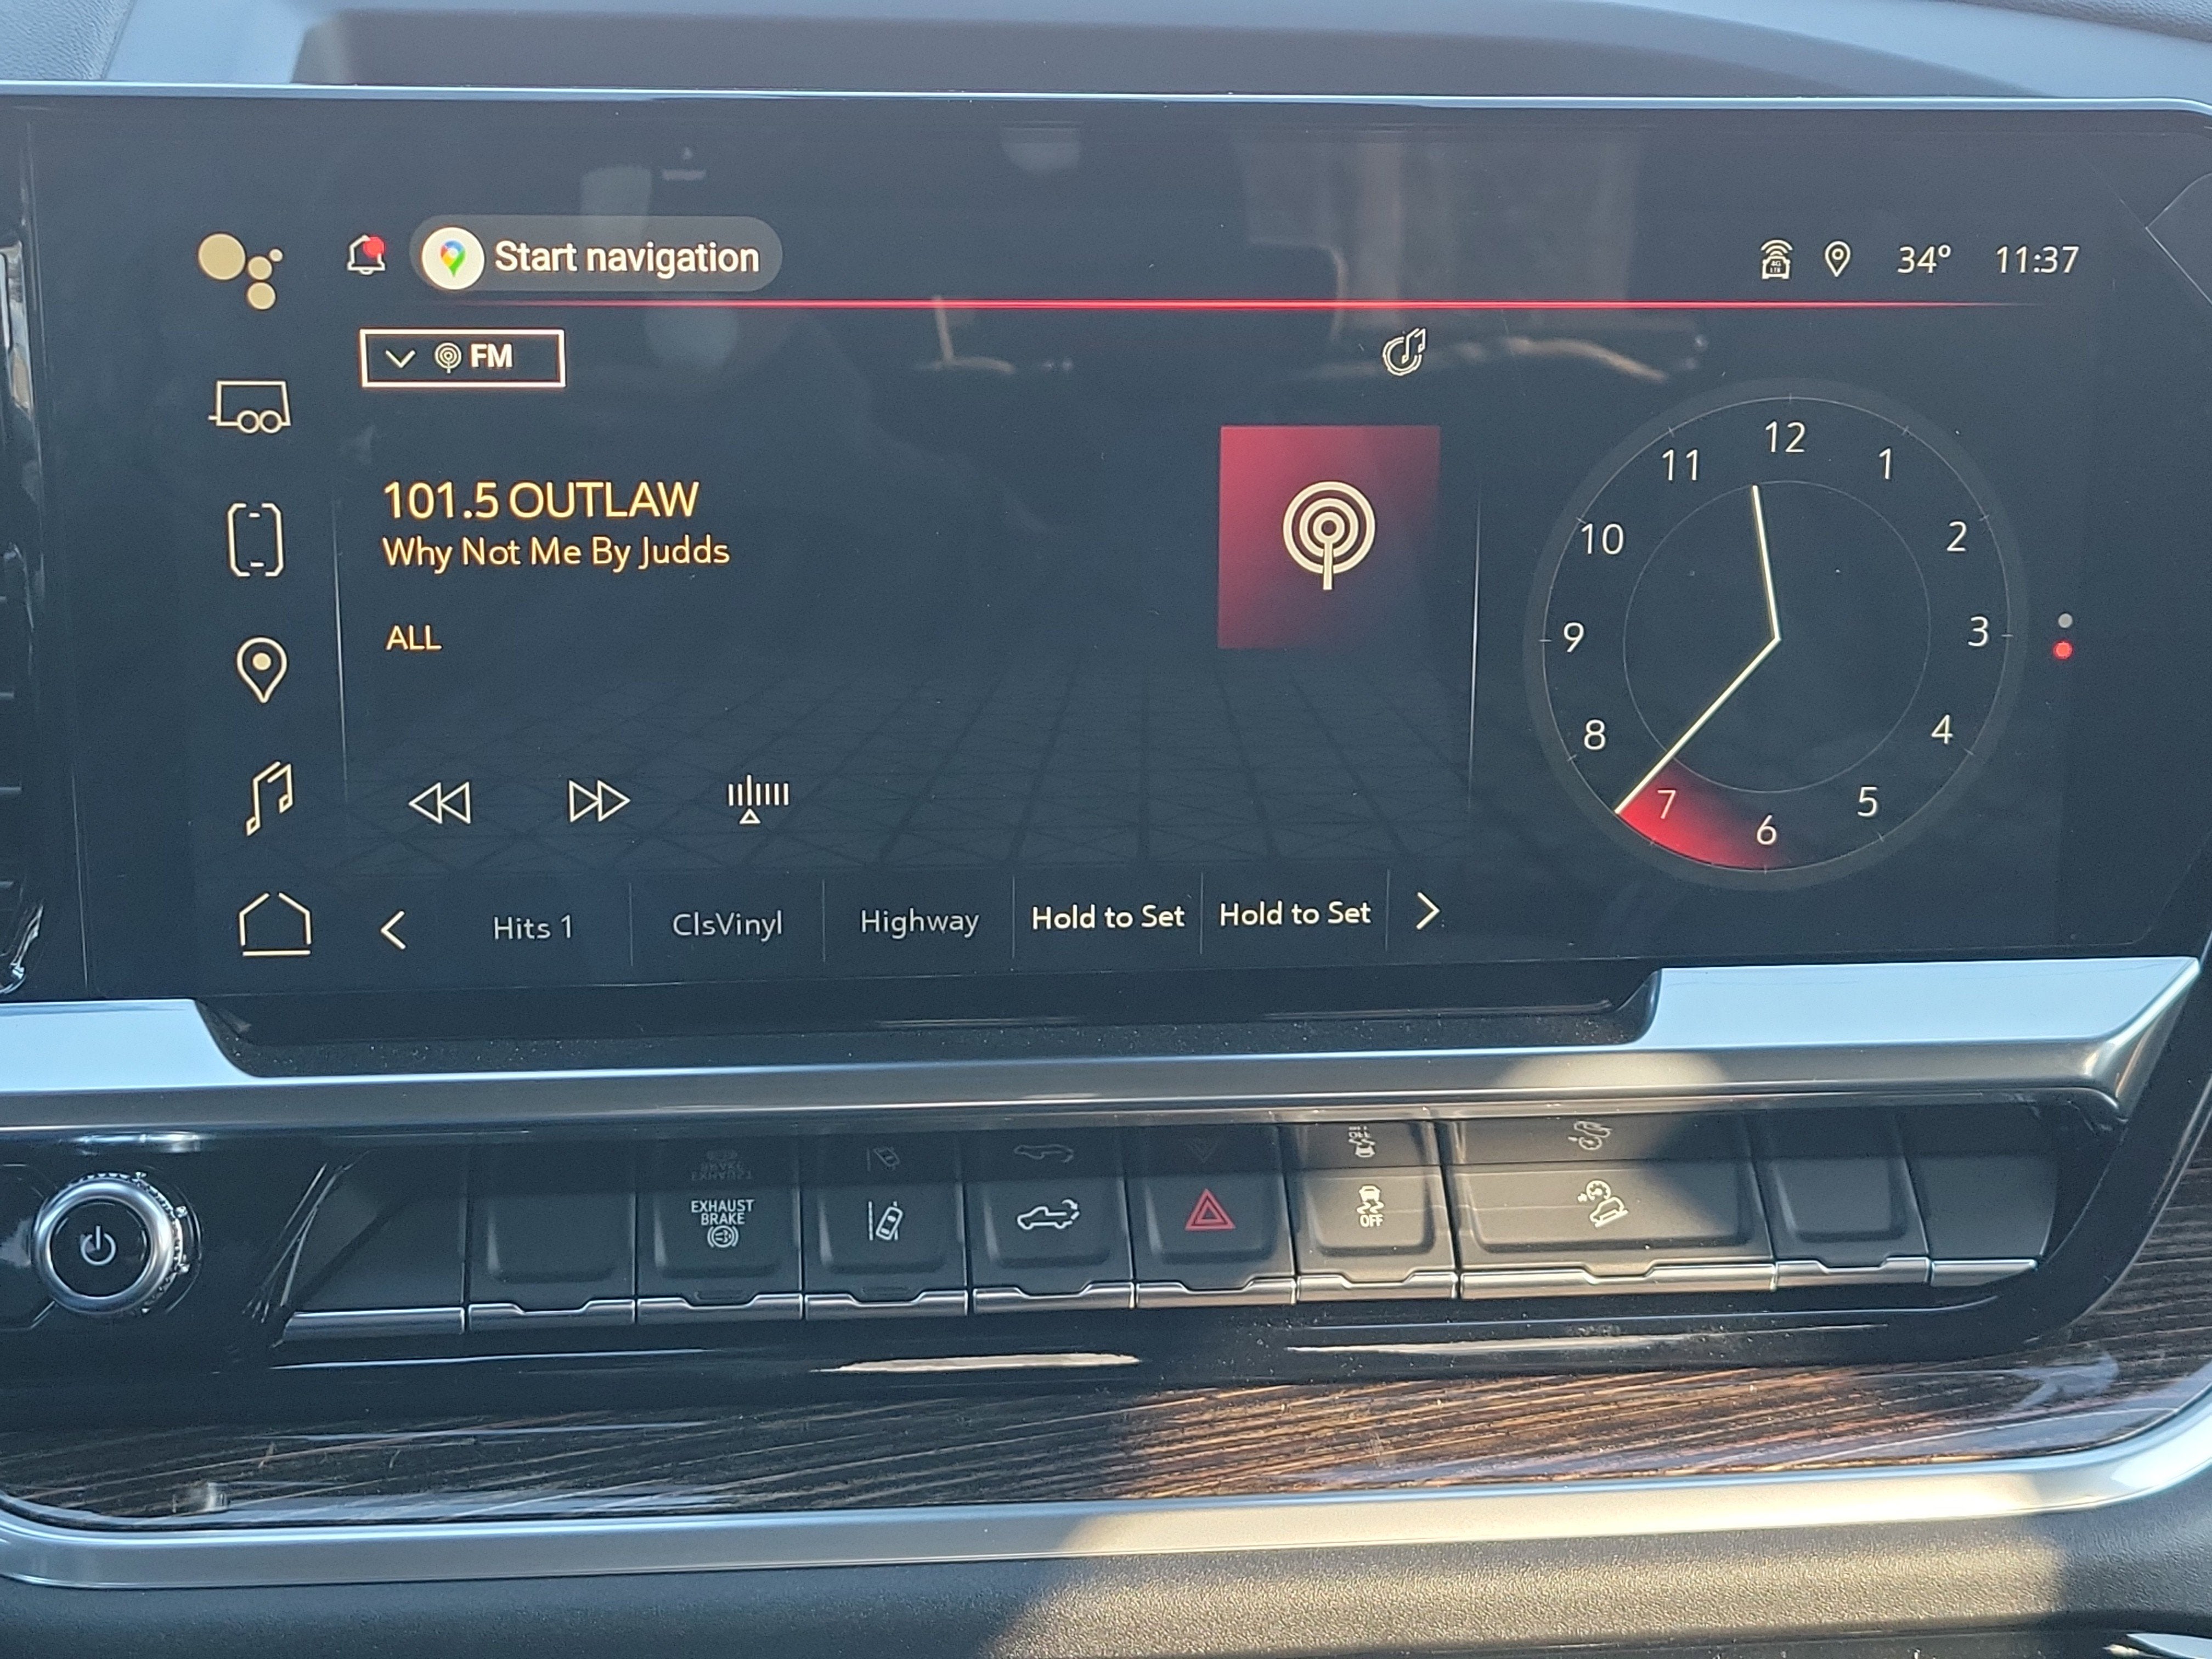 Start navigation
34° 11:37
FM
101.5 OUTLAW
Why Not Me By Judds
ALL
12
11 1
10 2
9 3
8 4
7 5
6
Hits 1 ClsVinyl Highway Hold to Set Hold to Set
EXHAUST
BRAKE
OFF